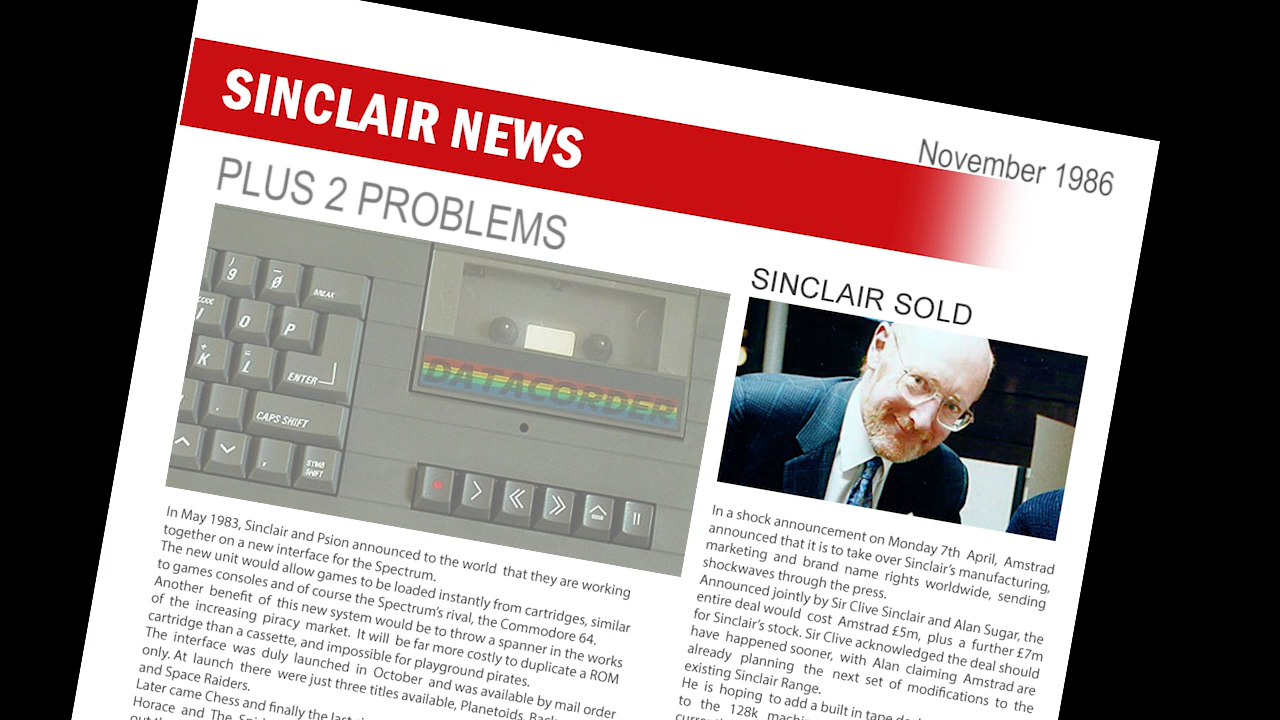 SINCLAIR NEWS
November 1986
PLUS 2 PROBLEMS
)
9
_
0
BREAK
CODE
I
O
P
+
K
=
L
ENTER
.
CAPS SHIFT
,
SYMB
SHIFT
DATACORDER
In May 1983, Sinclair and Psion announced to the world that they are working
together on a new interface for the Spectrum.
The new unit would allow games to be loaded instantly from cartridges, similar
to games consoles and of course the Spectrum's rival, the Commodore 64.
Another benefit of this new system would be to throw a spanner in the works
of the increasing piracy market. It will be far more costly to duplicate a ROM
cartridge than a cassette, and impossible for playground pirates.
The interface was duly launched in October and was available by mail order
only. At launch there were just three titles available, Planetoids,
and Space Raiders.
Later came Chess and finally the last
Horace and The
SINCLAIR SOLD
In a shock announcement on Monday 7th April, Amstrad
announced that it is to take over Sinclair's manufacturing,
marketing and brand name rights worldwide, sending
shockwaves through the press.
Announced jointly by Sir Clive Sinclair and Alan Sugar, the
entire deal would cost Amstrad £5m, plus a further £7m
for Sinclair's stock. Sir Clive acknowledged the deal should
have happened sooner, with Alan claiming Amstrad are
already planning the next set of modifications to the
existing Sinclair Range.
He is hoping to add a built in tape
to the 128k